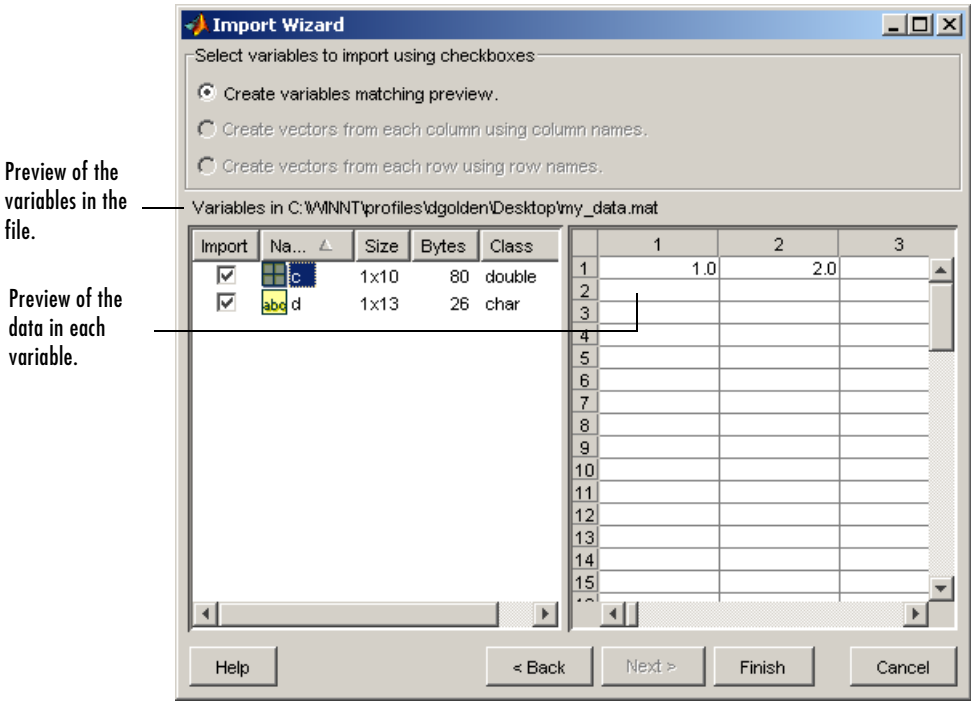 Import Wizard
Select variables to import using checkboxes
Create variables matching preview.
Create vectors from each column using column names.
Create vectors from each row using row names.
Preview of the
variables in the
file.
Variables in C:\WINNT\profiles\dgolden\Desktop\my_data.mat
Import Na... Size Bytes Class
c 1x10 80 double
abc d 1x13 26 char
Preview of the
data in each
variable.
1 2 3
1 1.0 2.0
2
3
4
5
6
7
8
9
10
11
12
13
14
15
Help < Back Next > Finish Cancel